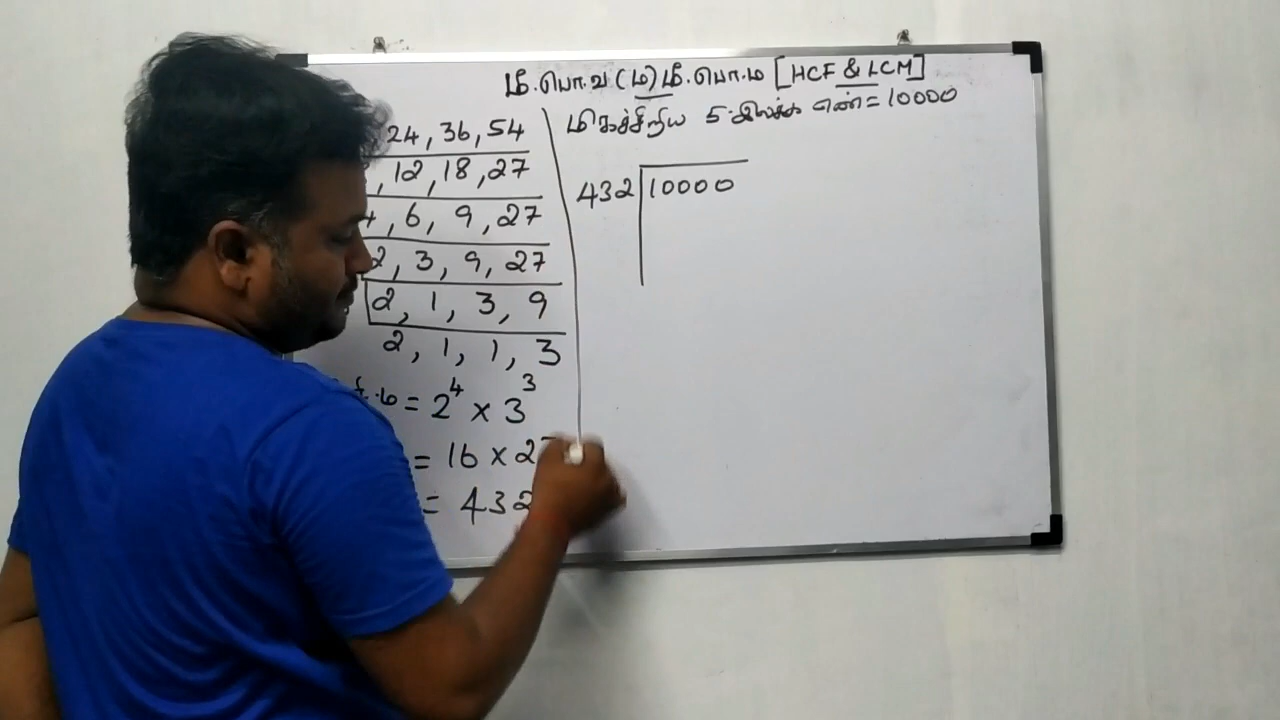 மீ.பொ.வ (ம) மீ.பொ.ம [HCF & LCM]
மிகச்சிறிய 5 இலக்க எண் = 10000
24, 36, 54
, 12, 18, 27
, 6, 9, 27
2, 3, 9, 27
2, 1, 3, 9
2, 1, 1, 3
= 2⁴ × 3³
= 16 × 2
= 432
432 10000